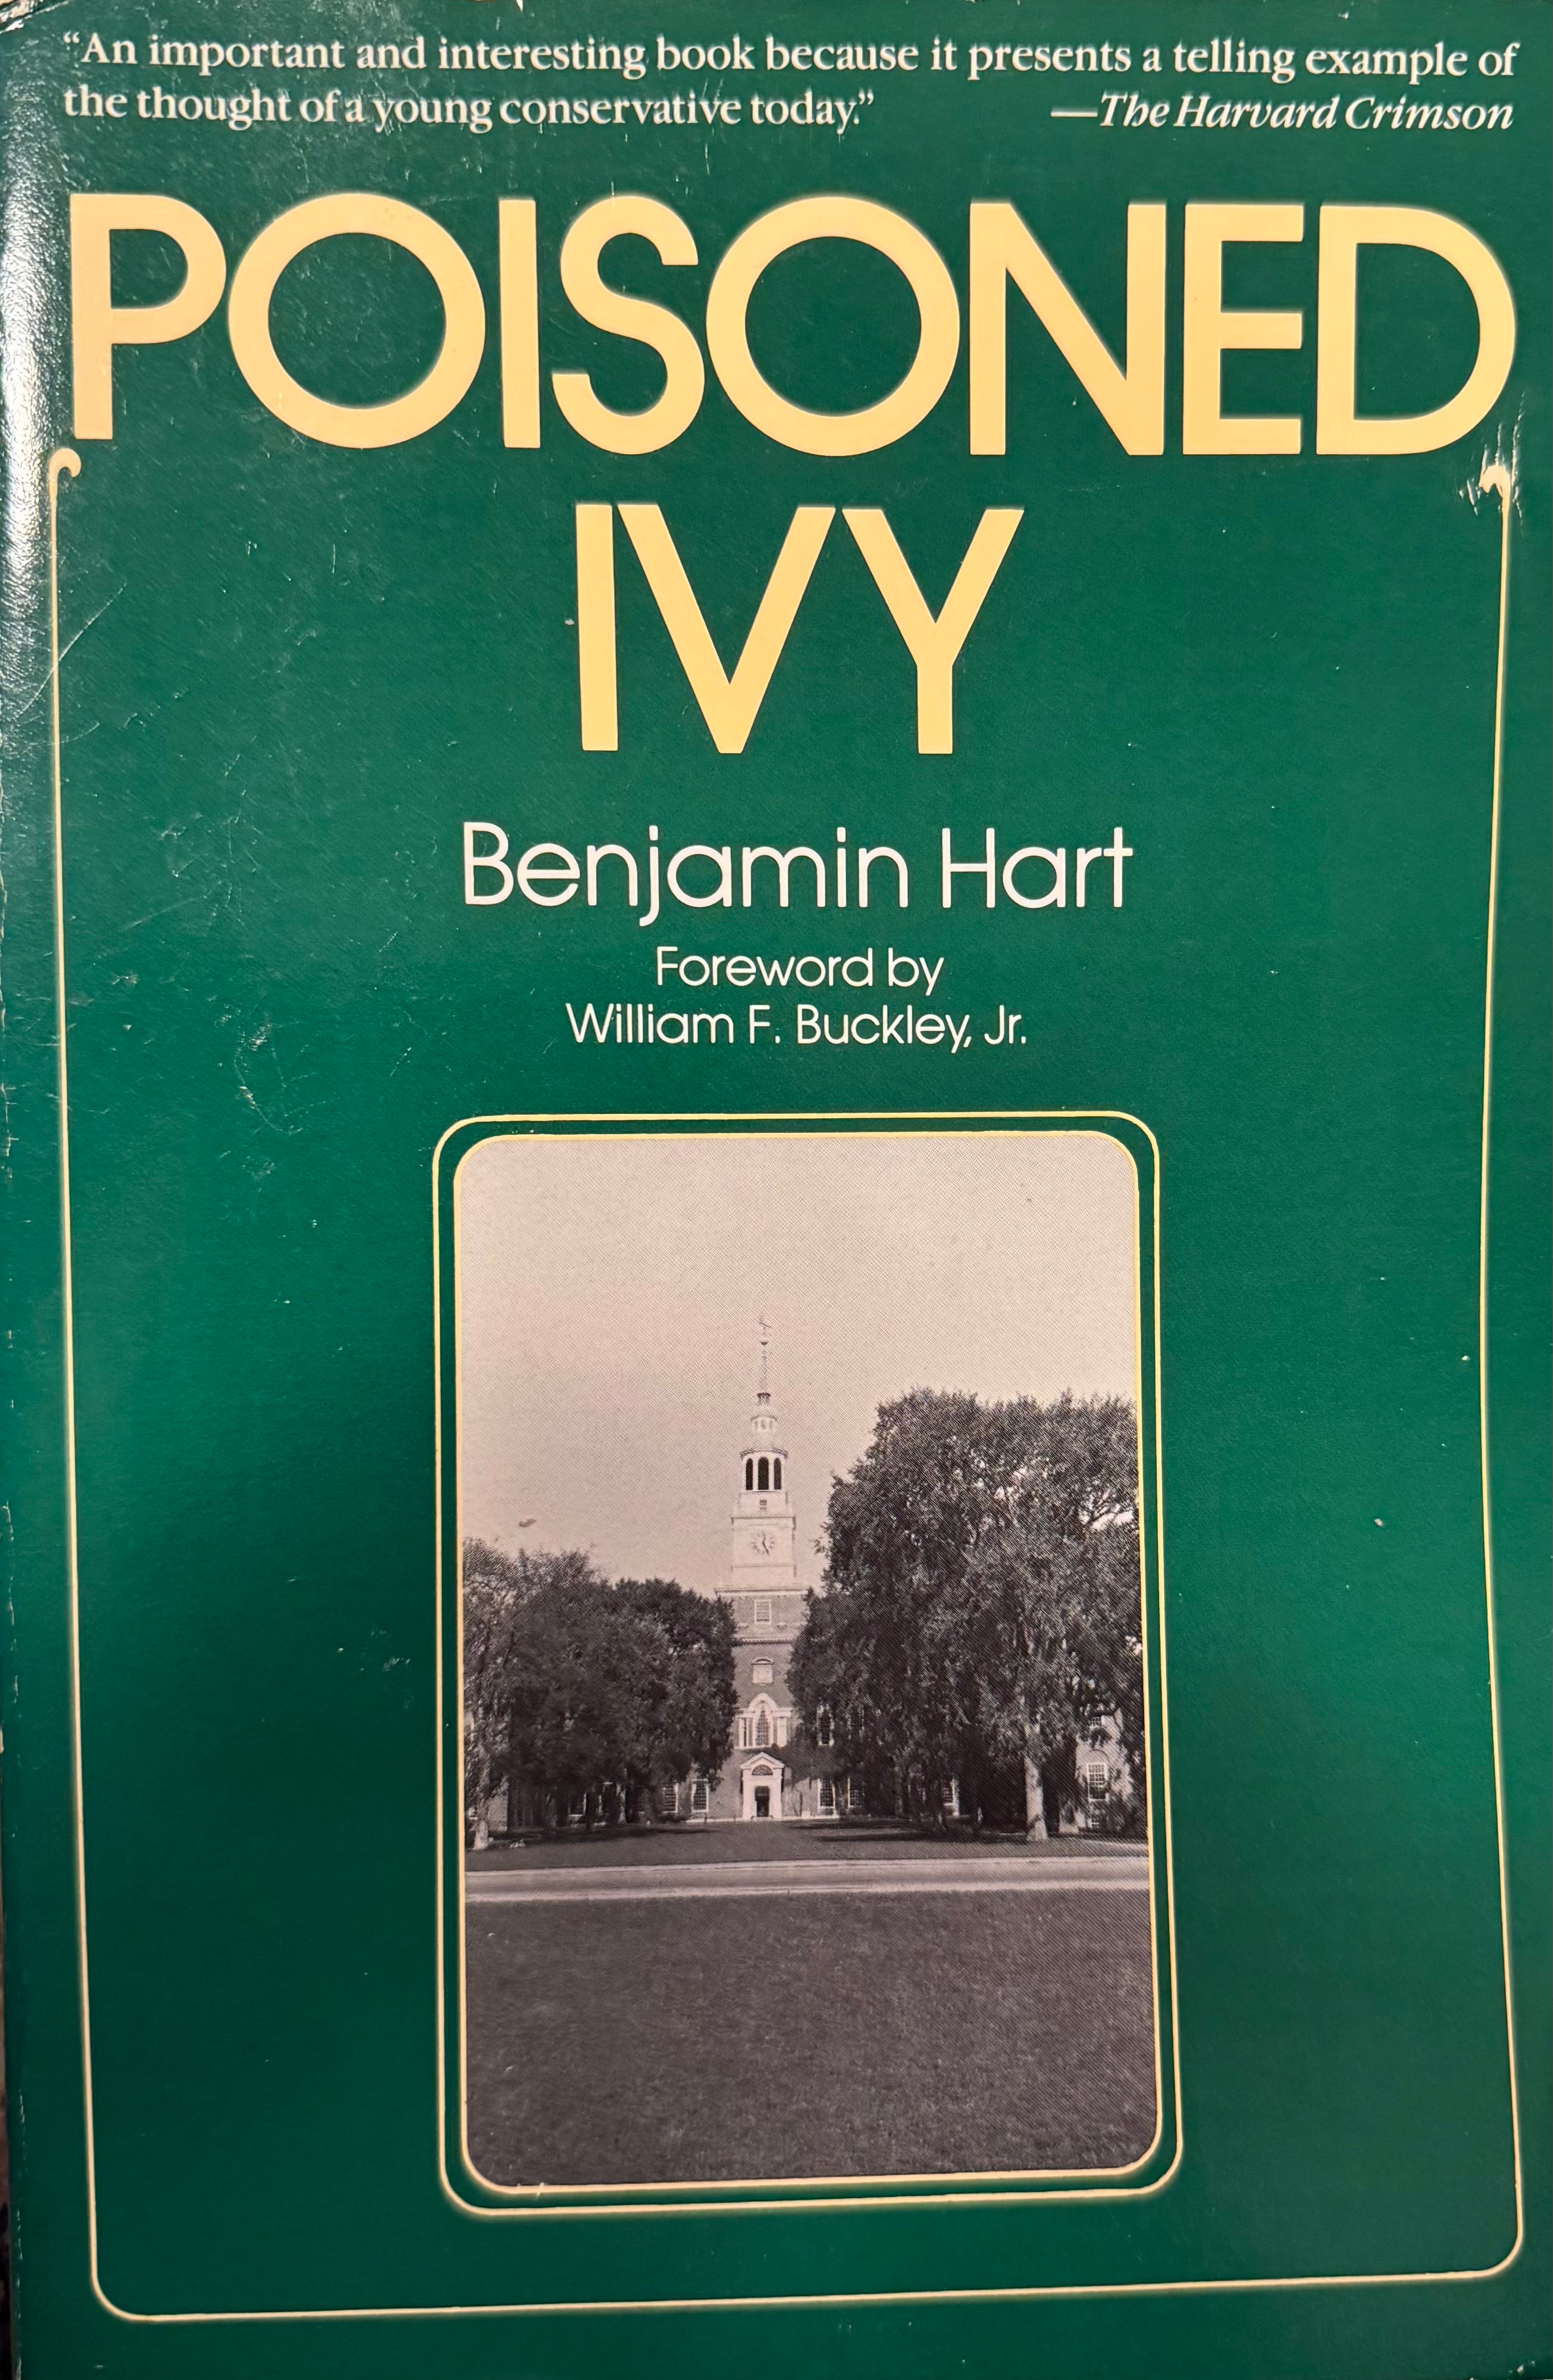 “An important and interesting book because it presents a telling example of
the thought of a young conservative today.” —The Harvard Crimson
POISONED
IVY
Benjamin Hart
Foreword by
William F. Buckley, Jr.